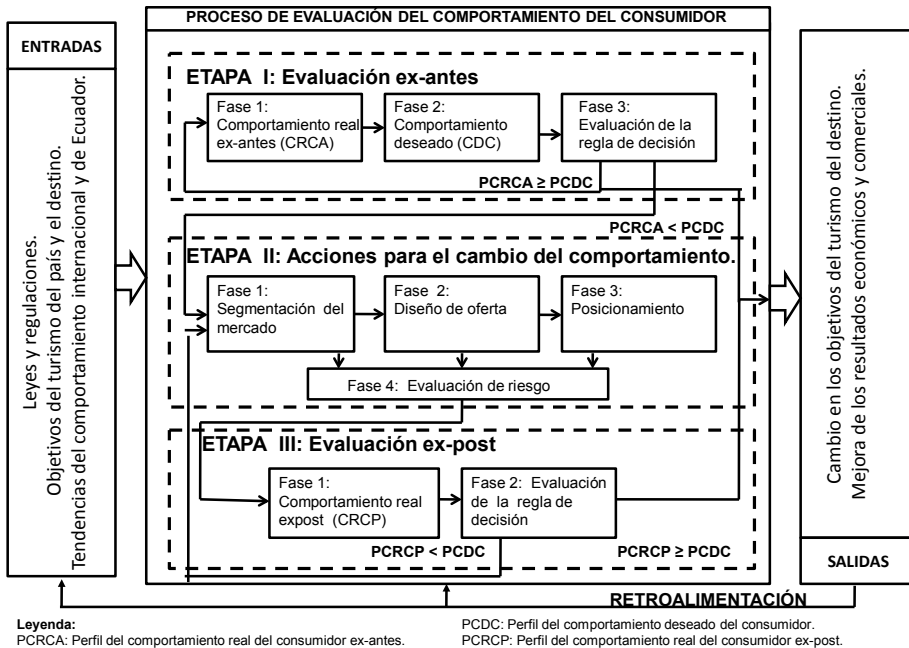 PROCESO DE EVALUACIÓN DEL COMPORTAMIENTO DEL CONSUMIDOR
ENTRADAS
Leyes y regulaciones.
Objetivos del turismo del país y el destino.
Tendencias del comportamiento internacional y de Ecuador.
ETAPA I: Evaluación ex-antes
Fase 1:
Comportamiento real
ex-antes (CRCA)
Fase 2:
Comportamiento
deseado (CDC)
Fase 3:
Evaluación de la
regla de decisión
PCRCA ≥ PCDC
PCRCA < PCDC
ETAPA II: Acciones para el cambio del comportamiento.
Fase 1:
Segmentación del
mercado
Fase 2:
Diseño de oferta
Fase 3:
Posicionamiento
Fase 4: Evaluación de riesgo
ETAPA III: Evaluación ex-post
Fase 1:
Comportamiento real
expost (CRCP)
Fase 2: Evaluación
de la regla de
decisión
PCRCP < PCDC
PCRCP ≥ PCDC
Cambio en los objetivos del turismo del destino.
Mejora de los resultados económicos y comerciales.
SALIDAS
RETROALIMENTACIÓN
Leyenda:
PCRCA: Perfil del comportamiento real del consumidor ex-antes.
PCDC: Perfil del comportamiento deseado del consumidor.
PCRCP: Perfil del comportamiento real del consumidor ex-post.